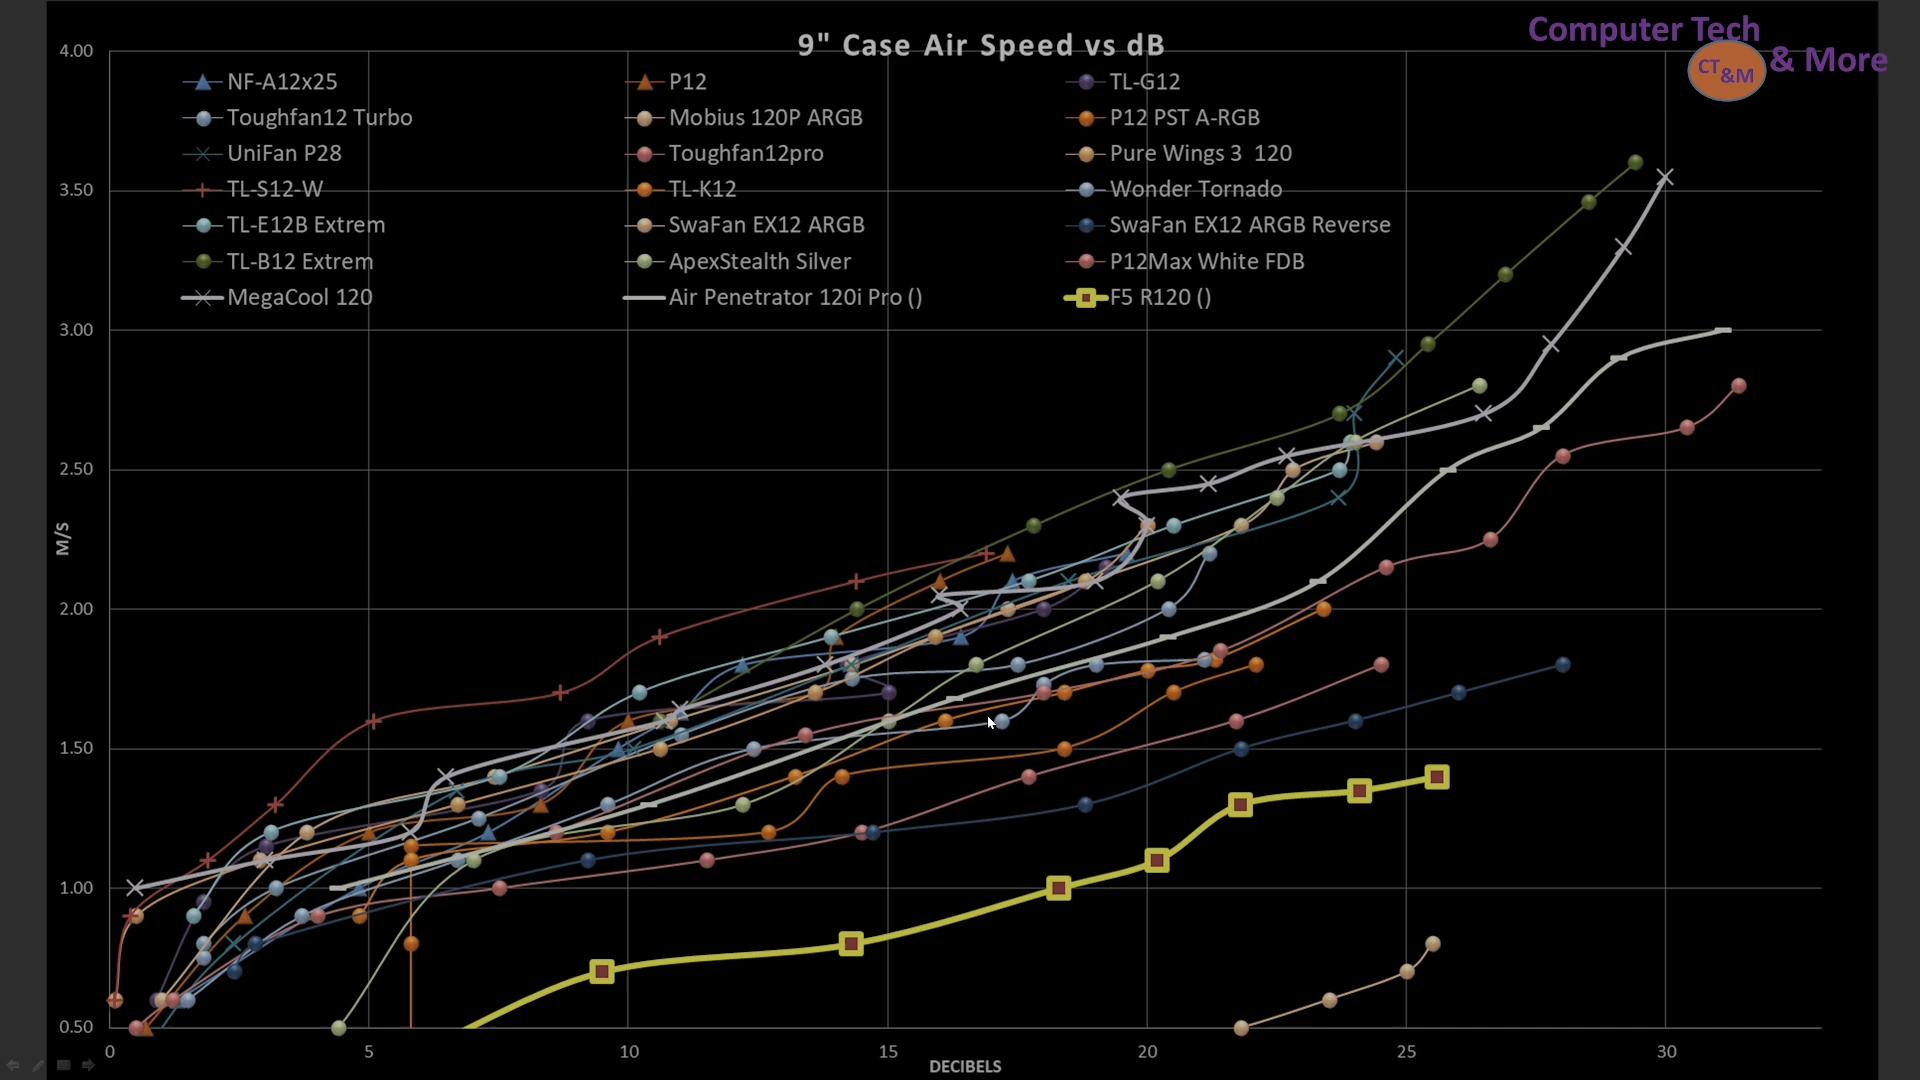 Computer Tech
CT &M & More
9" Case Air Speed vs dB
NF-A12x25 P12 TL-G12
Toughfan12 Turbo Mobius 120P ARGB P12 PST A-RGB
UniFan P28 Toughfan12pro Pure Wings 3 120
TL-S12-W TL-K12 Wonder Tornado
TL-E12B Extrem SwaFan EX12 ARGB SwaFan EX12 ARGB Reverse
TL-B12 Extrem ApexStealth Silver P12Max White FDB
MegaCool 120 Air Penetrator 120i Pro () F5 R120 ()
4.00
3.50
3.00
2.50
M/S
2.00
1.50
1.00
0.50
0 5 10 15 20 25 30
DECIBELS